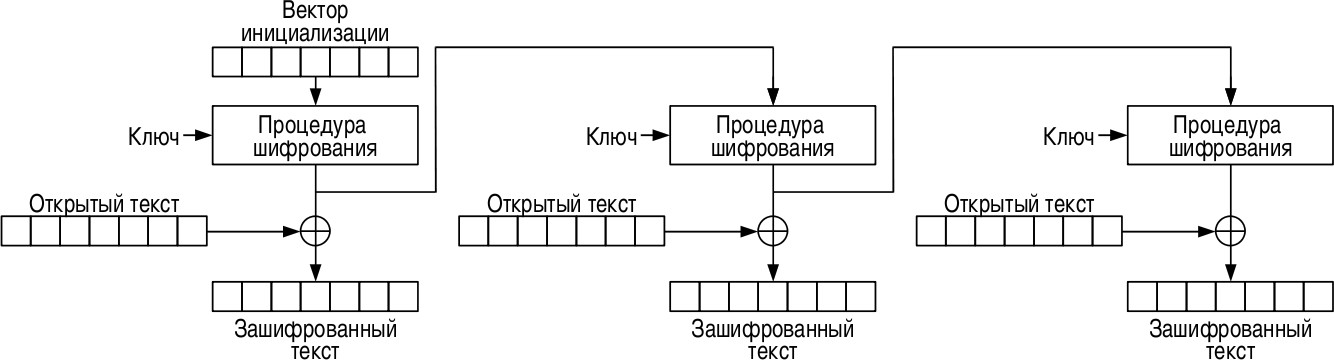 Вектор
инициализации
Ключ
Процедура
шифрования
Ключ
Процедура
шифрования
Ключ
Процедура
шифрования
Открытый текст
Открытый текст
Открытый текст
Зашифрованный
текст
Зашифрованный
текст
Зашифрованный
текст